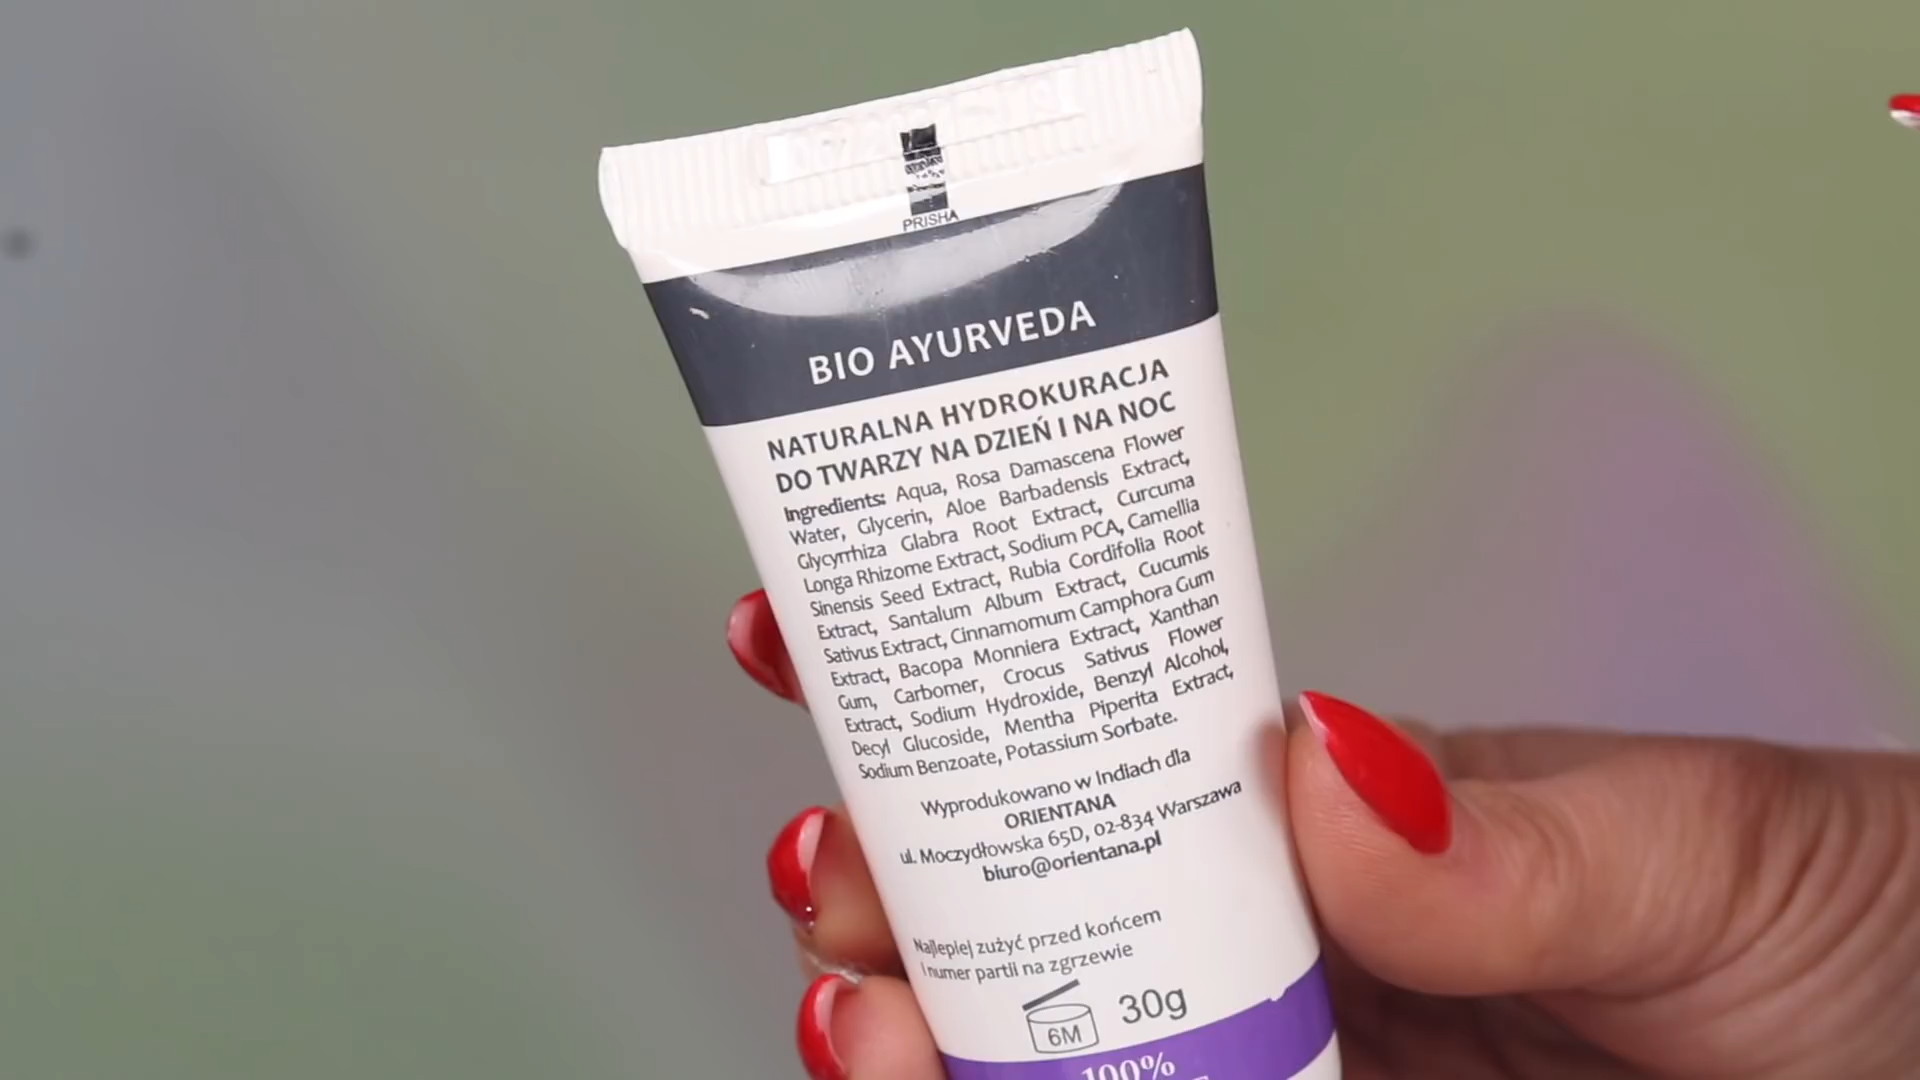 PRISHA
BIO AYURVEDA
NATURALNA HYDROKURACJA
DO TWARZY NA DZIEŃ I NA NOC
Ingredients: Aqua, Rosa Damascena Flower
Water, Glycerin, Aloe Barbadensis Extract,
Glycyrrhiza Glabra Root Extract, Curcuma
Longa Rhizome Extract, Sodium PCA, Camellia
Sinensis Seed Extract, Rubia Cordifolia Root
Extract, Santalum Album Extract, Cucumis
Sativus Extract, Cinnamomum Camphora Gum
Extract, Bacopa Monniera Extract, Xanthan
Gum, Carbomer, Crocus Sativus Flower
Extract, Sodium Hydroxide, Benzyl Alcohol,
Decyl Glucoside, Mentha Piperita Extract,
Sodium Benzoate, Potassium Sorbate.
Wyprodukowano w Indiach dla
ORIENTANA
ul. Moczydłowska 65D, 02-834 Warszawa
biuro@orientana.pl
Najlepiej zużyć przed końcem
i numer partii na zgrzewie
6M 30g
100%